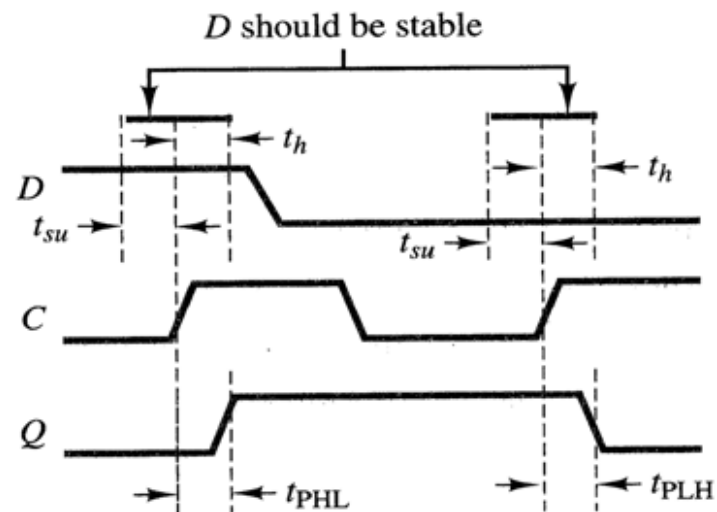 D should be stable
t_h
t_h
D
t_su
t_su
C
Q
t_PHL
t_PLH